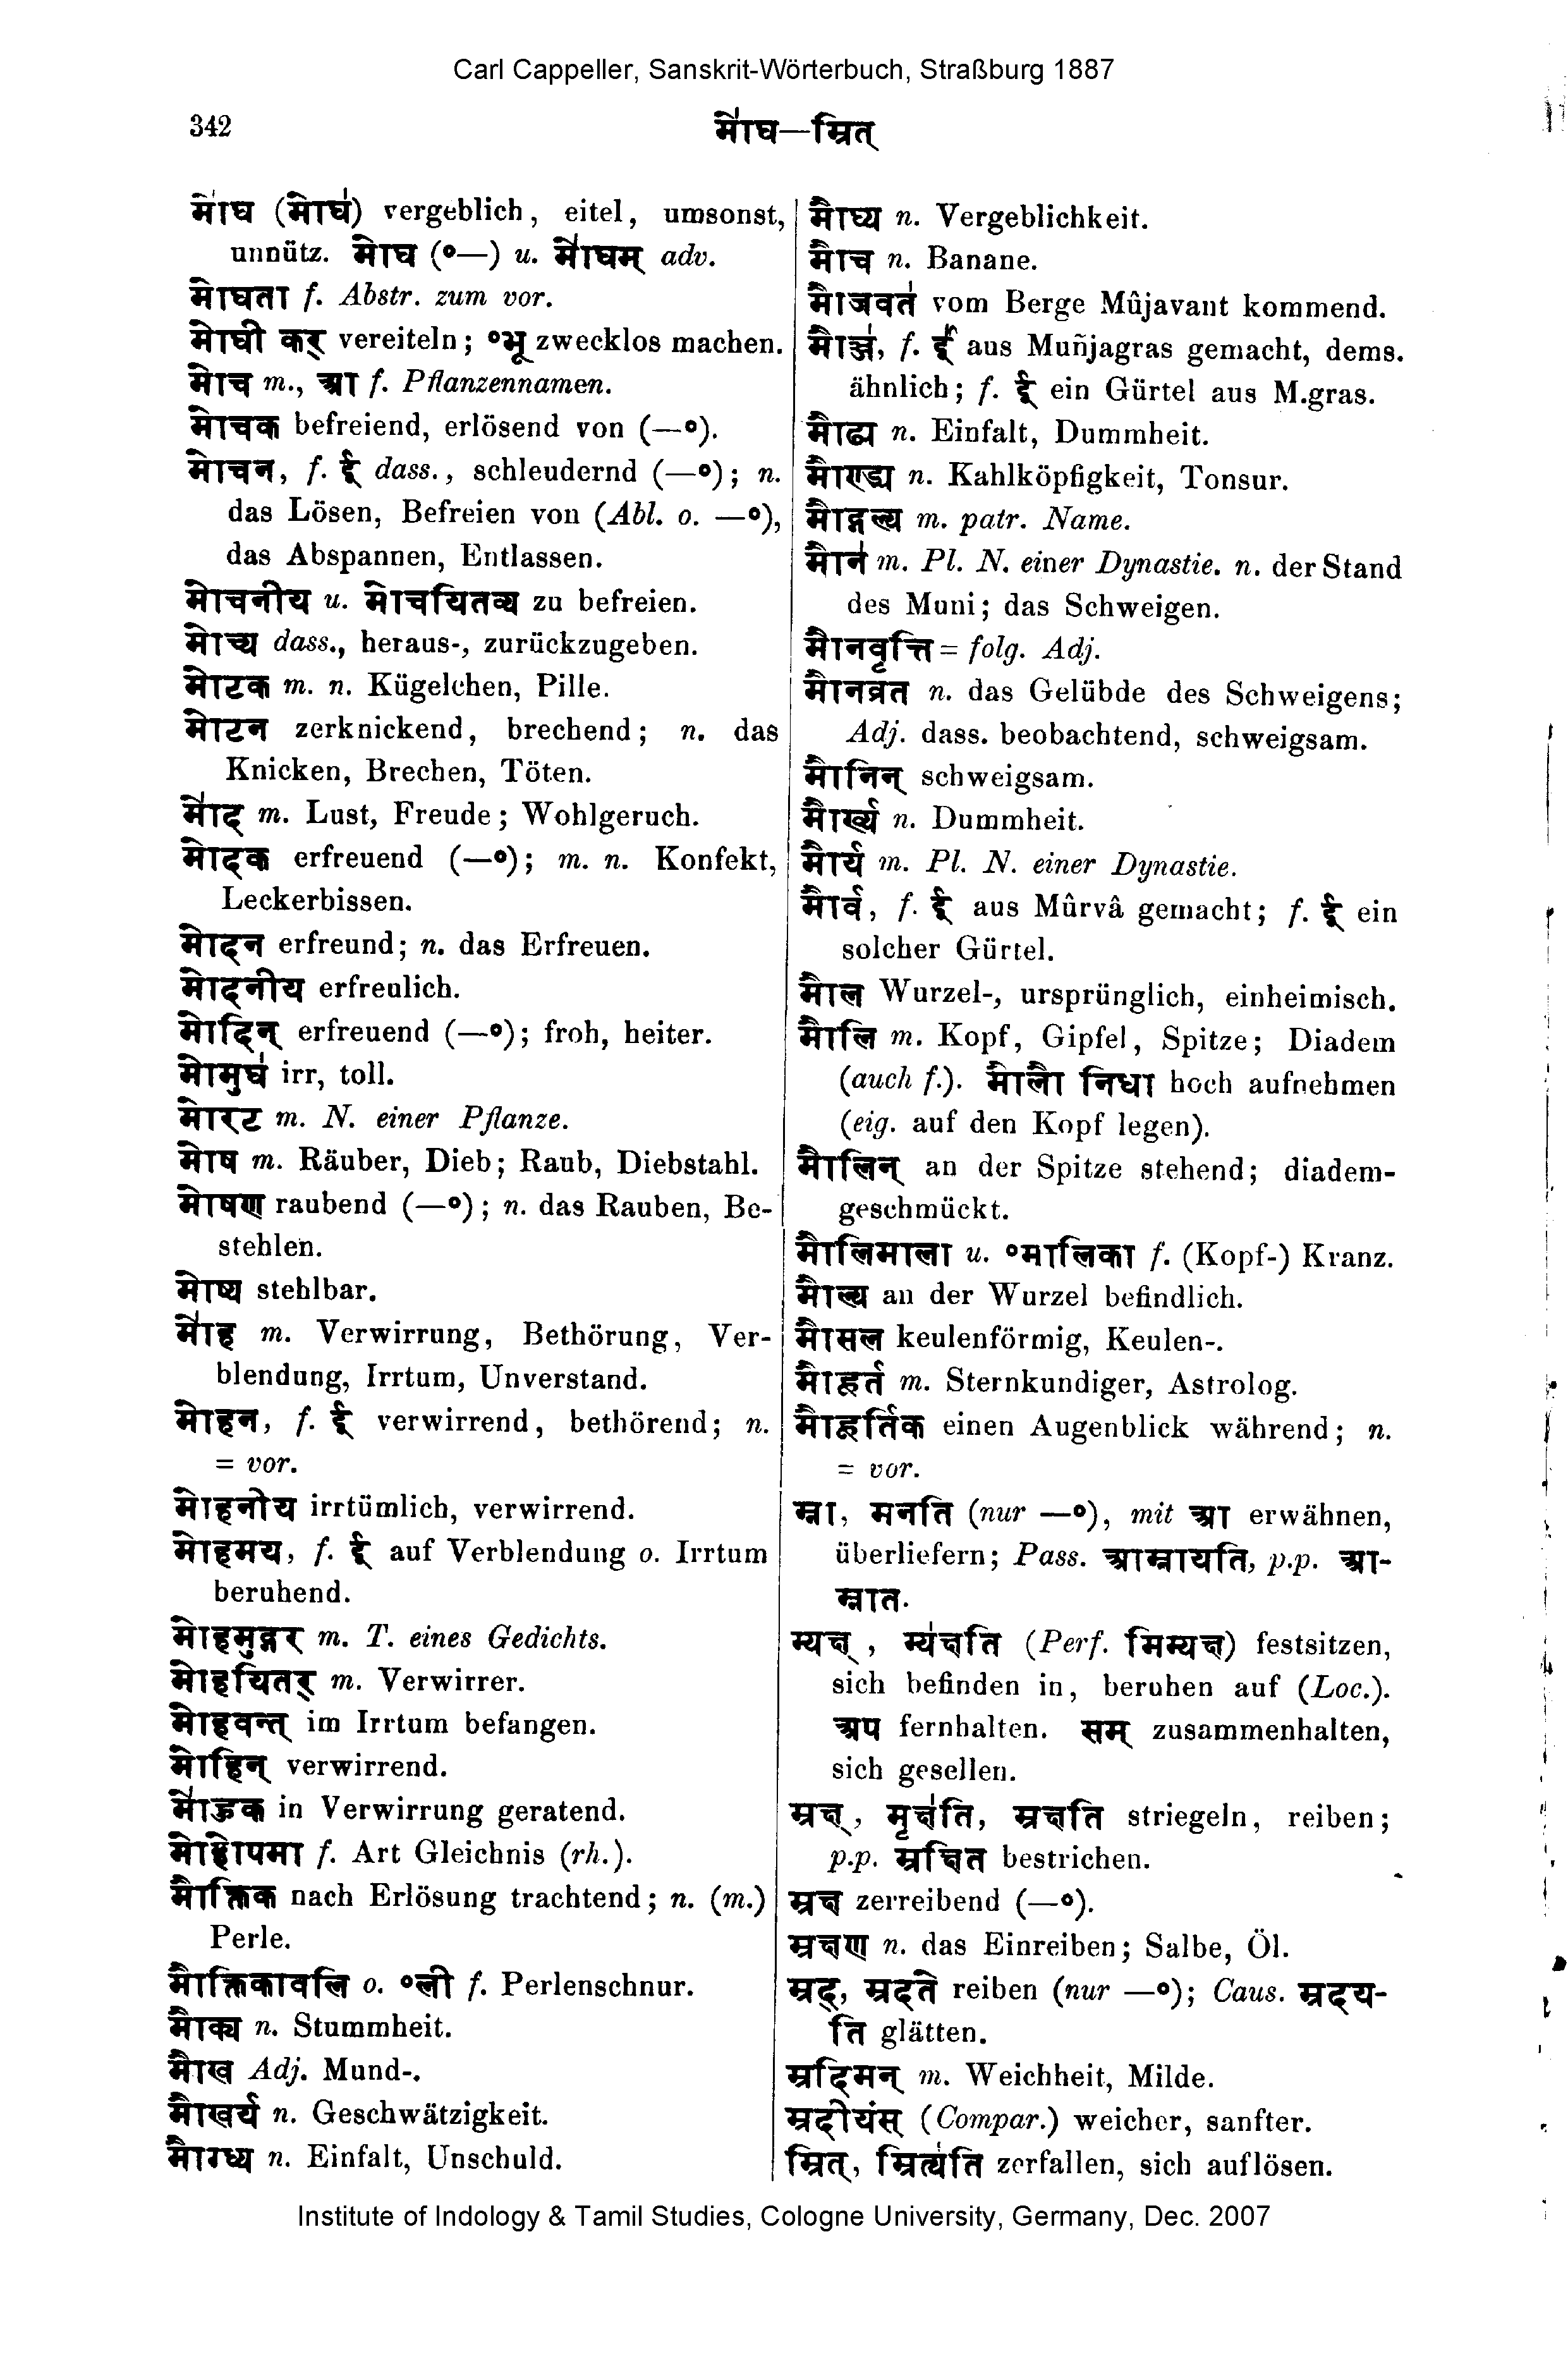 Carl Cappeller, Sanskrit-Wörterbuch, Straßburg 1887
342
मो॑घ—म्रित्
मो॑घ (मोघ॑) vergeblich, eitel, umsonst,
unnütz. मोघ (°—) u. मो॑घम् adv.
मोघता f. Abstr. zum vor.
मोघी कर् vereiteln; °भू zwecklos machen.
मोच m., आ f. Pflanzennamen.
मोचक befreiend, erlösend von (—°).
मोचन, f. ई dass., schleudernd (—°); n.
das Lösen, Befreien von (Abl. o. —°),
das Abspannen, Entlassen.
मोचनीय u. मोचयितव्य zu befreien.
मोच्य dass., heraus-, zurückzugeben.
मोटक m. n. Kügelchen, Pille.
मोटन zerknickend, brechend; n. das
Knicken, Brechen, Töten.
मो॑द m. Lust, Freude; Wohlgeruch.
मोदक erfreuend (—°); m. n. Konfekt,
Leckerbissen.
मोदन erfreund; n. das Erfreuen.
मोदनीय erfreulich.
मोदिन् erfreuend (—°); froh, heiter.
मोमुघ॑ irr, toll.
मोरट m. N. einer Pflanze.
मोष m. Räuber, Dieb; Raub, Diebstahl.
मोषण raubend (—°); n. das Rauben, Be-
stehlen.
मोष्य stehlbar.
मो॑ह m. Verwirrung, Bethörung, Ver-
blendung, Irrtum, Unverstand.
मोहन, f. ई verwirrend, bethörend; n.
= vor.
मोहनीय irrtümlich, verwirrend.
मोहमय, f. ई auf Verblendung o. Irrtum
beruhend.
मोहमुद्गर m. T. eines Gedichts.
मोहयितर् m. Verwirrer.
मोहवन्त् im Irrtum befangen.
मोहिन् verwirrend.
मो॑हुक in Verwirrung geratend.
मोहोपमा f. Art Gleichnis (rh.).
मौक्तिक nach Erlösung trachtend; n. (m.)
Perle.
मौक्तिकावलि o. °ली f. Perlenschnur.
मौक्य n. Stummheit.
मौख Adj. Mund-.
मौखर्य n. Geschwätzigkeit.
मौग्ध्य n. Einfalt, Unschuld.
मौघ्य n. Vergeblichkeit.
मौच n. Banane.
मौजवत॑ vom Berge Mûjavant kommend.
मौञ्ज॑, f. ई॑ aus Muñjagras gemacht, dems.
ähnlich; f. ई ein Gürtel aus M.gras.
मौढ्य n. Einfalt, Dummheit.
मौण्ड्य n. Kahlköpfigkeit, Tonsur.
मौद्गल्य m. patr. Name.
मौन॑ m. Pl. N. einer Dynastie. n. der Stand
des Muni; das Schweigen.
मौनवृत्ति = folg. Adj.
मौनव्रत n. das Gelübde des Schweigens;
Adj. dass. beobachtend, schweigsam.
मौनिन् schweigsam.
मौर्ख्य n. Dummheit.
मौर्य m. Pl. N. einer Dynastie.
मौर्व, f. ई aus Mûrvâ gemacht; f. ई ein
solcher Gürtel.
मौल Wurzel-, ursprünglich, einheimisch.
मौलि m. Kopf, Gipfel, Spitze; Diadem
(auch f.). मौलौ निधा hoch aufnehmen
(eig. auf den Kopf legen).
मौलिन् an der Spitze stehend; diadem-
geschmückt.
मौलिमाला u. °मालिका f. (Kopf-) Kranz.
मौल्य an der Wurzel befindlich.
मौसल keulenförmig, Keulen-.
मौहूर्त m. Sternkundiger, Astrolog.
मौहूर्तिक einen Augenblick während; n.
= vor.
म्ना, मनति (nur —°), mit आ erwähnen,
überliefern; Pass. आम्नायति, p.p. आ-
म्नात.
म्यक्ष्, म्य॑क्षति (Perf. मिम्यक्ष) festsitzen,
sich befinden in, beruhen auf (Loc.).
अप fernhalten. सम् zusammenhalten,
sich gesellen.
म्रक्ष्, मृक्ष॑ति, म्रक्षति striegeln, reiben;
p.p. म्रक्षित bestrichen.
म्रक्ष zerreibend (—°).
म्रक्षण n. das Einreiben; Salbe, Öl.
म्रद्, म्रदते reiben (nur —°); Caus. म्रदय-
ति glätten.
म्रदिमन् m. Weichheit, Milde.
म्रदीयंस् (Compar.) weicher, sanfter.
म्रित्, म्रित्य॑ति zerfallen, sich auflösen.
Institute of Indology & Tamil Studies, Cologne University, Germany, Dec. 2007